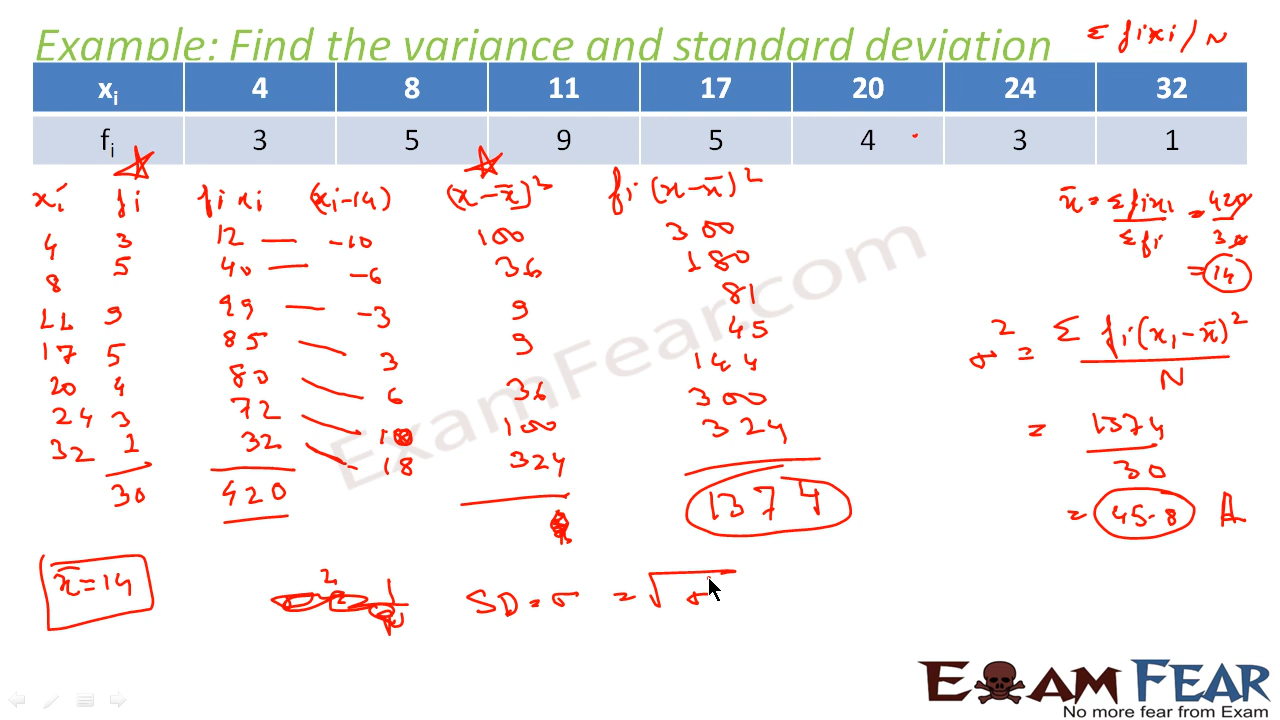 Example: Find the variance and standard deviation
Σ fixi / N
xi 4 8 11 17 20 24 32
fi 3 5 9 5 4 3 1
xi fi fi xi (xi-14) (x-x̄)² fi (x-x̄)²
4 3 12 -10 100 300
8 5 40 -6 36 180
11 9 99 -3 9 81
17 5 85 3 9 45
20 4 80 6 36 144
24 3 72 10 100 300
32 1 32 18 324 324
30 420 1374
x̄ = Σfixi / Σfi = 420 / 30
= 14
σ² = Σ fi(xi-x̄)² / N
= 1374 / 30
= 45.8 A
x̄ = 14
SD = σ = √σ
ExamFear.com
EXAM FEAR
No more fear from Exam